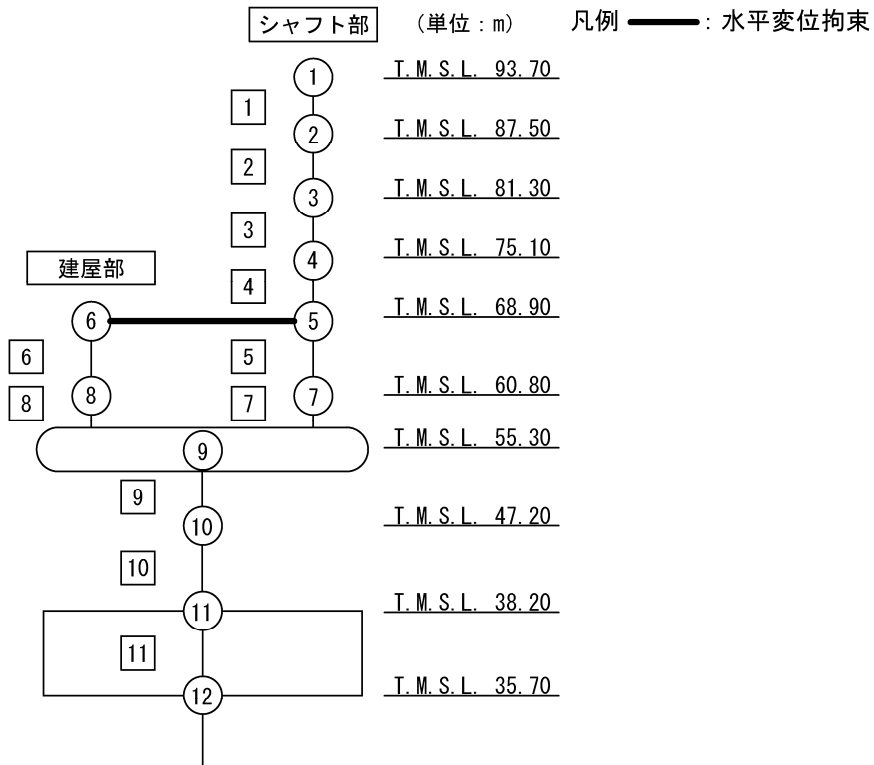 シャフト部 (単位：m) 凡例 ：水平変位拘束
① T.M.S.L. 93.70
1
② T.M.S.L. 87.50
2
③ T.M.S.L. 81.30
3
④ T.M.S.L. 75.10
建屋部
4
⑥ ⑤ T.M.S.L. 68.90
6 5
⑧ ⑦ T.M.S.L. 60.80
8 7
⑨ T.M.S.L. 55.30
9
⑩ T.M.S.L. 47.20
10
⑪ T.M.S.L. 38.20
11
⑫ T.M.S.L. 35.70